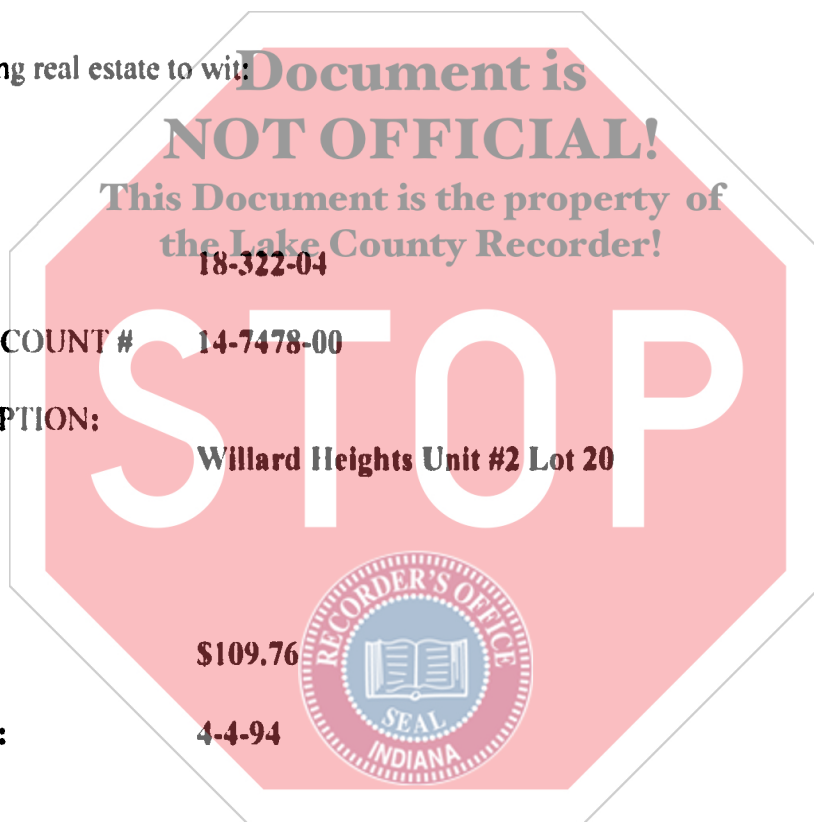 ng real estate to wit:
Document is
NOT OFFICIAL!
This Document is the property of
the Lake County Recorder!
18-322-04
COUNT # 14-7478-00
PTION:
Willard Heights Unit #2 Lot 20
STOP
$109.76
: 4-4-94
RECORDER'S OFFICE
SEAL
INDIANA